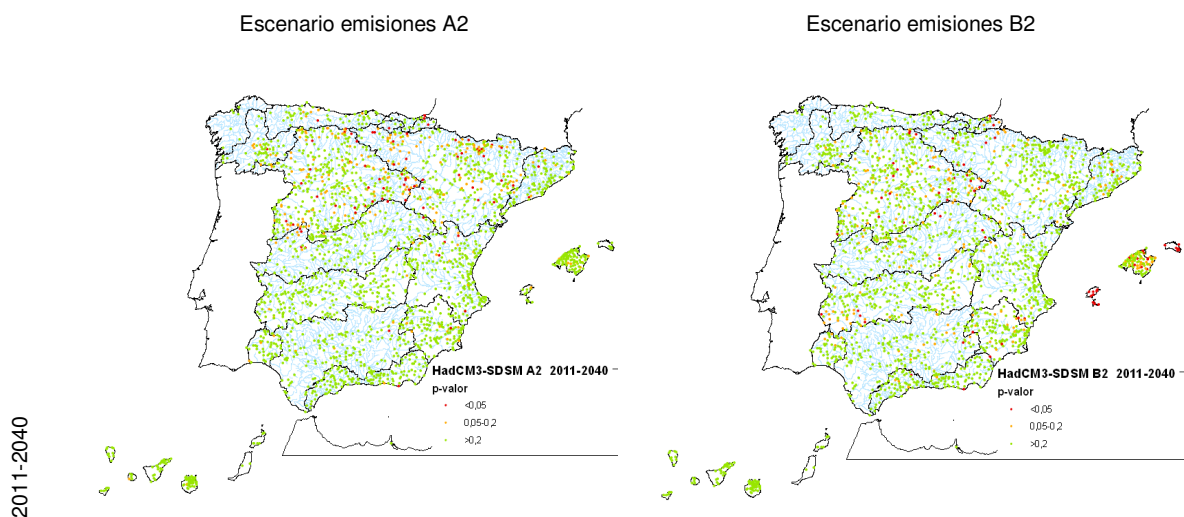 Escenario emisiones A2
Escenario emisiones B2
HadCM3-SDSM A2 2011-2040
p-valor
<0,05
0,05-0,2
>0,2
HadCM3-SDSM B2 2011-2040
p-valor
<0,05
0,05-0,2
>0,2
2011-2040